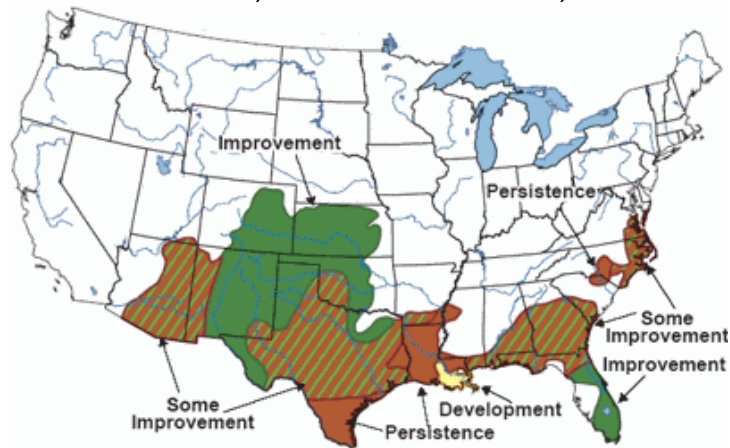 Improvement
Persistence
Some
Improvement
Improvement
Some
Improvement
Development
Persistence